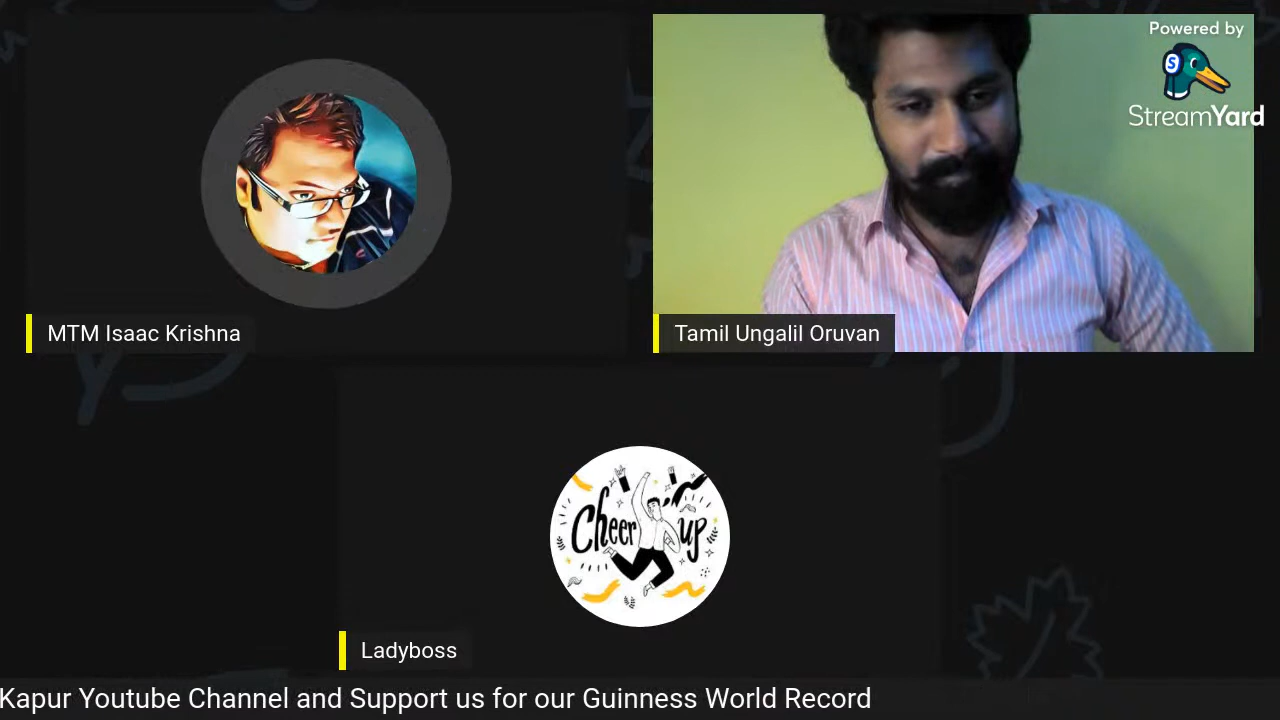 Powered by
StreamYard
MTM Isaac Krishna
Tamil Ungalil Oruvan
Cheer up
Ladyboss
Kapur Youtube Channel and Support us for our Guinness World Record